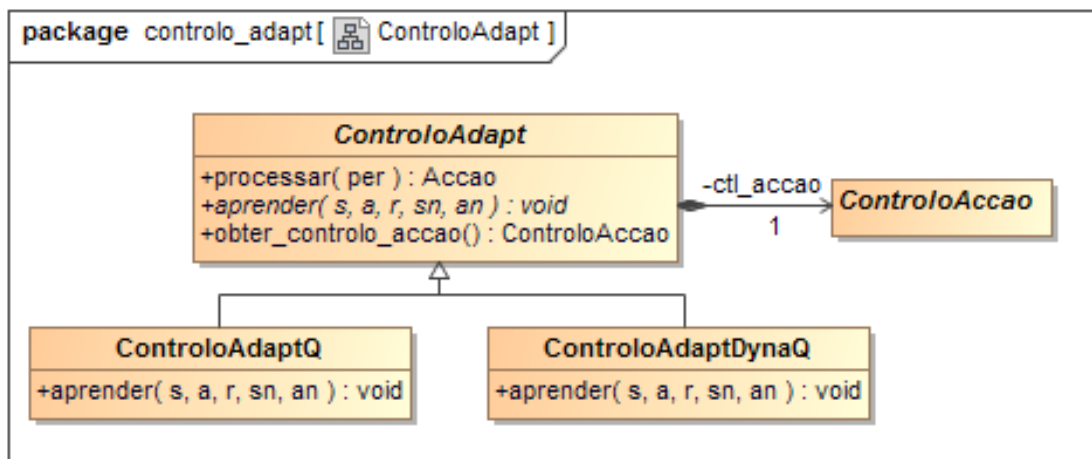 package controlo_adapt[ ControloAdapt ]
ControloAdapt
+processar( per ) : Accao
+aprender( s, a, r, sn, an ) : void
+obter_controlo_accao() : ControloAccao
-ctl_accao
1
ControloAccao
ControloAdaptQ
+aprender( s, a, r, sn, an ) : void
ControloAdaptDynaQ
+aprender( s, a, r, sn, an ) : void